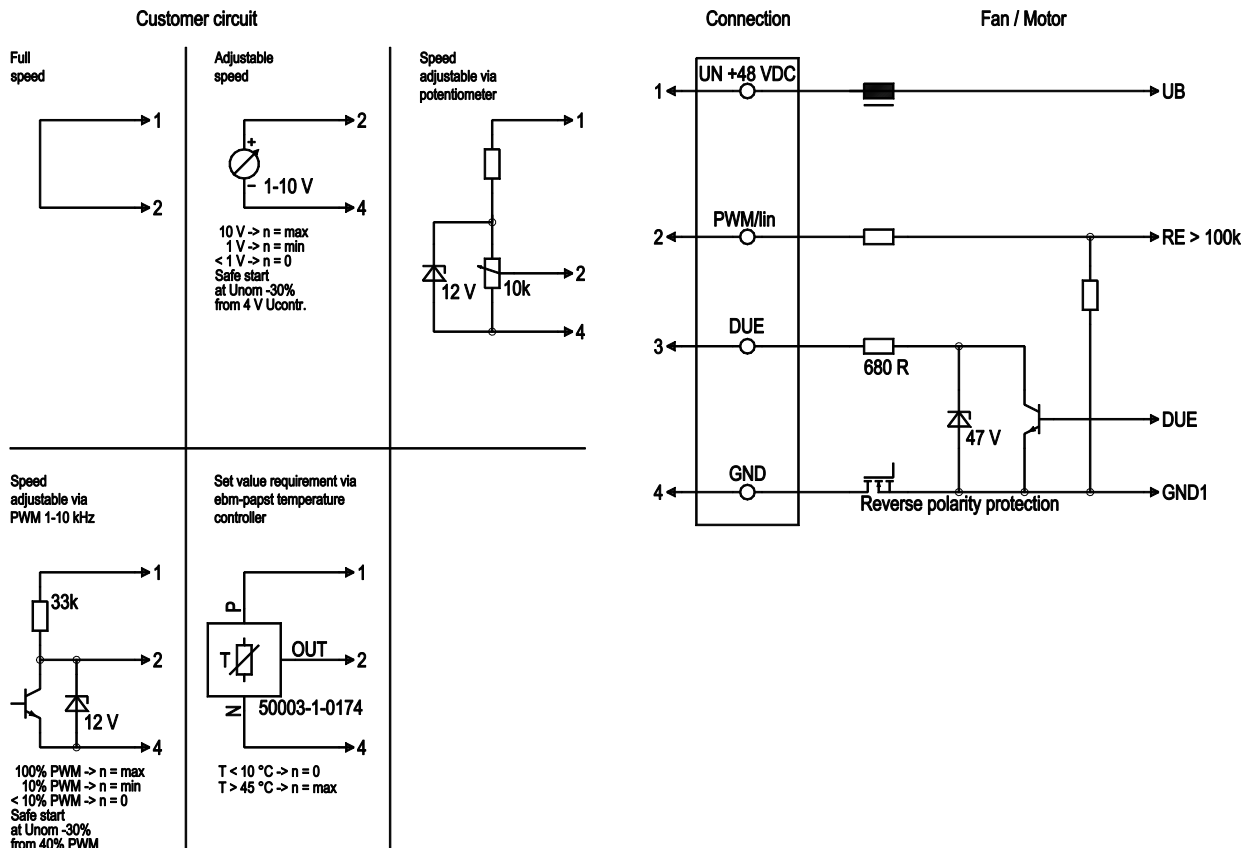 Customer circuit
Full
speed
1
2
Adjustable
speed
2
+
–
1-10 V
4
10 V -> n = max
1 V -> n = min
< 1 V -> n = 0
Safe start
at Unom -30%
from 4 V Ucontr.
Speed
adjustable via
potentiometer
1
12 V
10k
2
4
Speed
adjustable via
PWM 1-10 kHz
1
33k
2
12 V
4
100% PWM -> n = max
10% PWM -> n = min
< 10% PWM -> n = 0
Safe start
at Unom -30%
from 40% PWM
Set value requirement via
ebm-papst temperature
controller
1
P
T
OUT
2
N
50003-1-0174
4
T < 10 °C -> n = 0
T > 45 °C -> n = max
Connection
Fan / Motor
UN +48 VDC
1
UB
PWM/lin
2
RE > 100k
DUE
3
680 R
47 V
DUE
GND
4
GND1
Reverse polarity protection